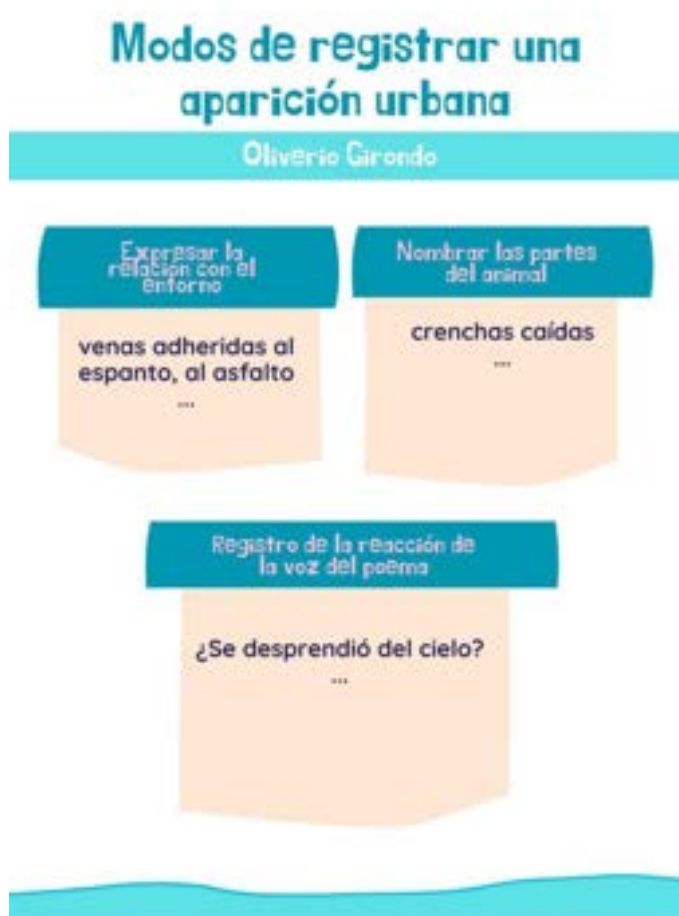 Modos de registrar una
aparición urbana
Oliverio Girondo
Expresar la
relación con el
entorno
venas adheridas al
espanto, al asfalto
...
Nombrar las partes
del animal
crenchas caídas
...
Registro de la reacción de
la voz del poema
¿Se desprendió del cielo?
...